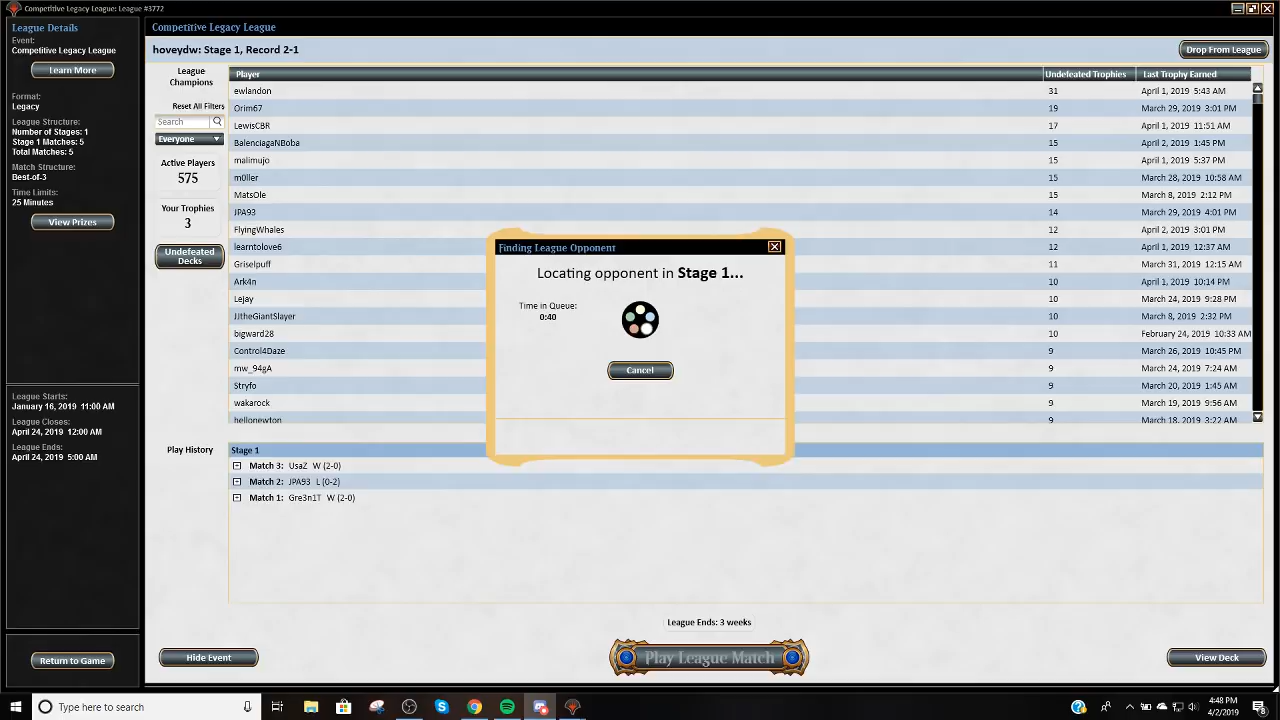 Competitive Legacy League: League #3772
League Details
Event:
Competitive Legacy League
Learn More
Format:
Legacy
League Structure:
Number of Stages: 1
Stage 1 Matches: 5
Total Matches: 5
Match Structure:
Best-of-3
Time Limits:
25 Minutes
View Prizes
League Starts:
January 16, 2019 11:00 AM
League Closes:
April 24, 2019 12:00 AM
League Ends:
April 24, 2019 5:00 AM
Return to Game
Competitive Legacy League
hoveydw: Stage 1, Record 2-1
Drop From League
League
Champions
Reset All Filters
Search
Everyone
Active Players
575
Your Trophies
3
Undefeated
Decks
Player Undefeated Trophies Last Trophy Earned
ewlandon 31 April 1, 2019 5:43 AM
Orim67 19 March 29, 2019 3:01 PM
LewisCBR 17 April 1, 2019 11:51 AM
BalenciagaNBoba 15 April 2, 2019 1:45 PM
malimujo 15 April 1, 2019 5:37 PM
m0ller 15 March 28, 2019 10:58 AM
MatsOle 15 March 8, 2019 2:12 PM
JPA93 14 March 29, 2019 4:01 PM
FlyingWhales 12 April 2, 2019 3:01 PM
learntolove6 12 April 1, 2019 12:37 AM
Griselpuff 11 March 31, 2019 12:15 AM
Ark4n 10 April 1, 2019 10:14 PM
Lejay 10 March 24, 2019 9:28 PM
JJtheGiantSlayer 10 March 8, 2019 2:32 PM
bigward28 10 February 24, 2019 10:33 AM
Control4Daze 9 March 26, 2019 10:45 PM
mw_94gA 9 March 24, 2019 7:24 AM
Stryfo 9 March 20, 2019 1:45 AM
wakarock 9 March 19, 2019 9:56 AM
hellonewton 9 March 18, 2019 3:22 AM
Finding League Opponent
Locating opponent in Stage 1...
Time in Queue:
0:40
Cancel
Play History
Stage 1
Match 3: UsaZ W (2-0)
Match 2: JPA93 L (0-2)
Match 1: Gre3n1T W (2-0)
League Ends: 3 weeks
Hide Event
Play League Match
View Deck
Type here to search
4:48 PM
4/2/2019
8